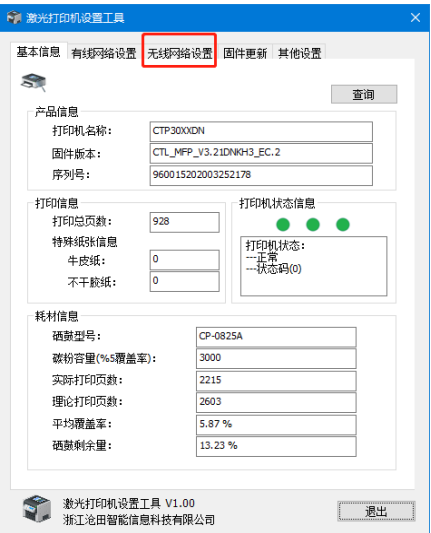 激光打印机设置工具
基本信息 有线网络设置 无线网络设置 固件更新 其他设置
查询
产品信息
打印机名称: CTP30XXDN
固件版本: CTL_MFP_V3.21DNKH3_EC.2
序列号: 960015202003252178
打印信息
打印总页数: 928
特殊纸张信息
牛皮纸: 0
不干胶纸: 0
打印机状态信息
打印机状态:
---正常
---状态码(0)
耗材信息
硒鼓型号: CP-0825A
碳粉容量(%5覆盖率): 3000
实际打印页数: 2215
理论打印页数: 2603
平均覆盖率: 5.87 %
硒鼓剩余量: 13.23 %
激光打印机设置工具 V1.00
浙江沧田智能信息科技有限公司
退出